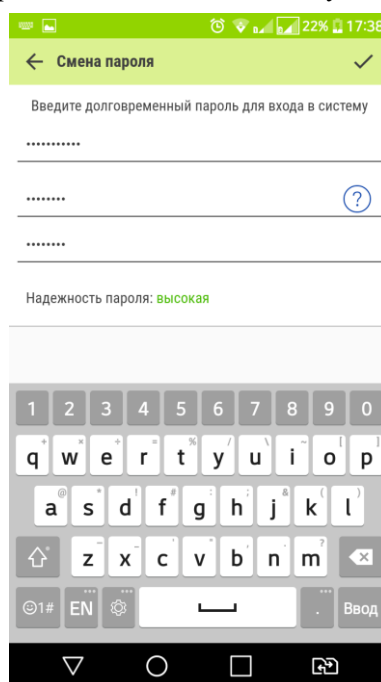 22% 17:38
Смена пароля
Введите долговременный пароль для входа в систему
•••••••••••
••••••••
?
••••••••
Надежность пароля: высокая
1 2 3 4 5 6 7 8 9 0
q w e r t y u i o p
a s d f g h j k l
z x c v b n m
1# EN . Ввод